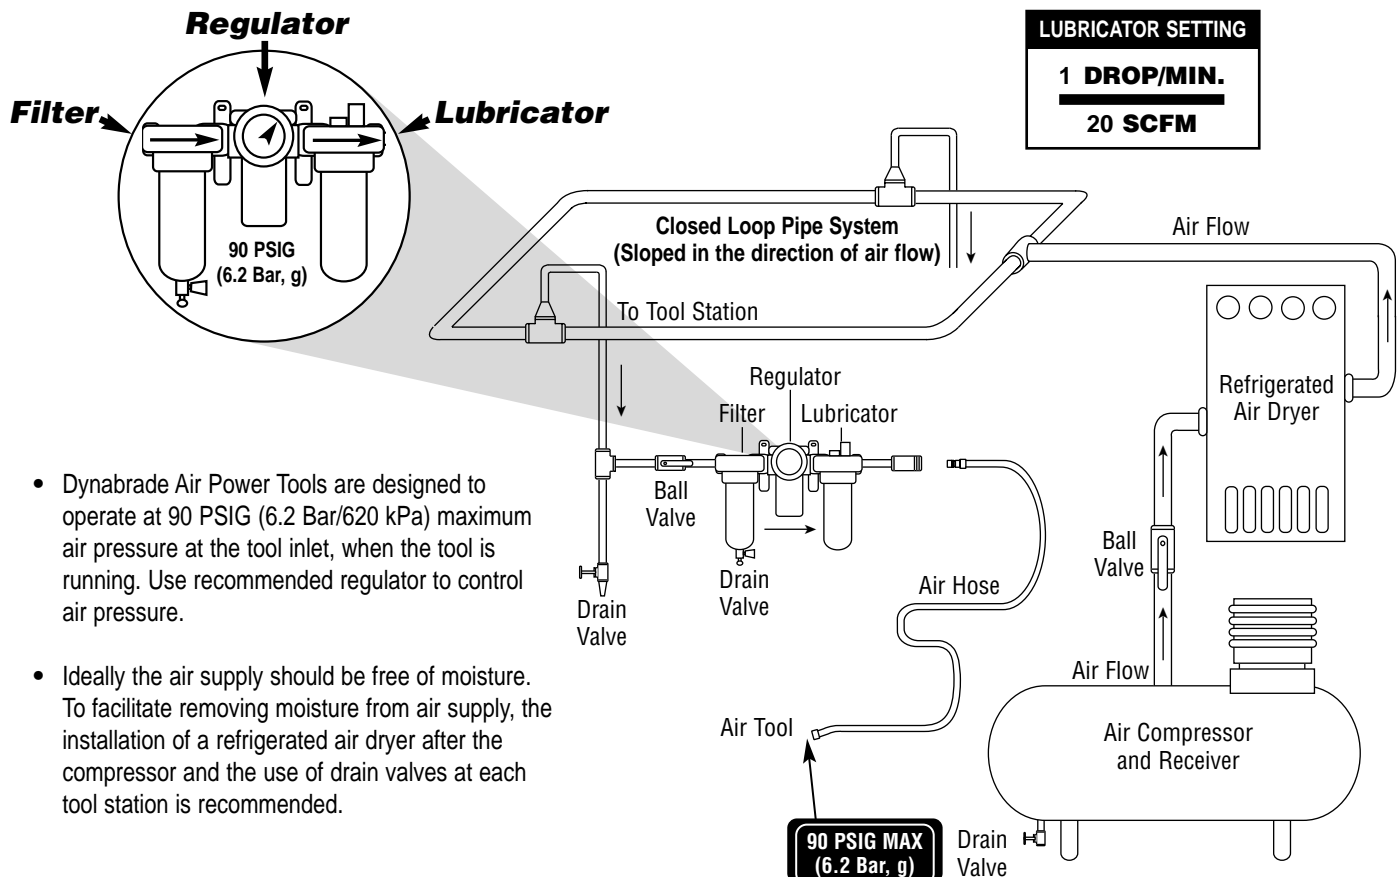 Regulator
Filter
Lubricator
90 PSIG
(6.2 Bar, g)
LUBRICATOR SETTING
1 DROP/MIN.
20 SCFM
Closed Loop Pipe System
(Sloped in the direction of air flow)
Air Flow
To Tool Station
Regulator
Filter
Lubricator
Refrigerated
Air Dryer
Ball
Valve
Drain
Valve
Drain
Valve
Air Hose
Ball
Valve
Air Flow
Air Tool
Air Compressor
and Receiver
90 PSIG MAX
(6.2 Bar, g)
Drain
Valve
• Dynabrade Air Power Tools are designed to
operate at 90 PSIG (6.2 Bar/620 kPa) maximum
air pressure at the tool inlet, when the tool is
running. Use recommended regulator to control
air pressure.
• Ideally the air supply should be free of moisture.
To facilitate removing moisture from air supply, the
installation of a refrigerated air dryer after the
compressor and the use of drain valves at each
tool station is recommended.